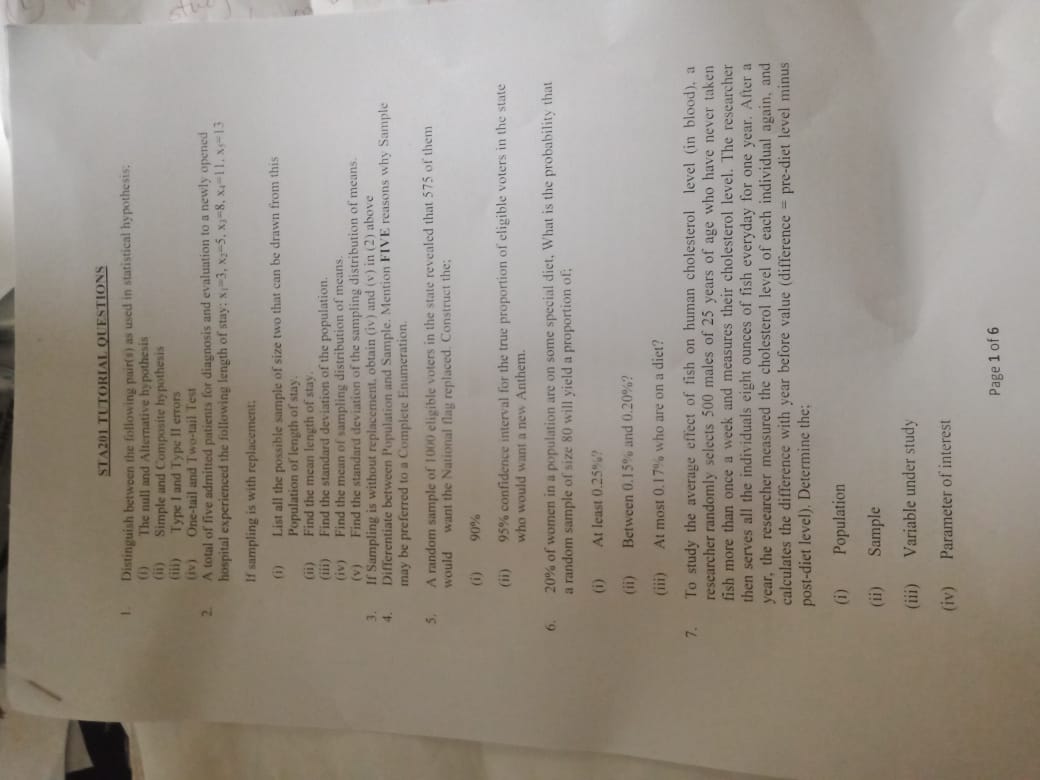 STA201 TUTORIAL QUESTIONS
1. Distinguish between the following pair(s) as used in statistical hypothesis;
(i) The null and Alternative hypothesis
(ii) Simple and Composite hypothesis
(iii) Type I and Type II errors
(iv) One-tail and Two-tail Test
2. A total of five admitted patients for diagnosis and evaluation to a newly opened
hospital experienced the following length of stay: x₁=3, x₂=5, x₃=8, x₄=11, x₅=13
If sampling is with replacement;
(i) List all the possible sample of size two that can be drawn from this
Population of length of stay.
(ii) Find the mean length of stay.
(iii) Find the standard deviation of the population.
(iv) Find the mean of sampling distribution of means.
(v) Find the standard deviation of the sampling distribution of means.
3. If Sampling is without replacement, obtain (iv) and (v) in (2) above
4. Differentiate between Population and Sample. Mention FIVE reasons why Sample
may be preferred to a Complete Enumeration.
5. A random sample of 1000 eligible voters in the state revealed that 575 of them
would want the National flag replaced. Construct the;
(i) 90%
(ii) 95% confidence interval for the true proportion of eligible voters in the state
who would want a new Anthem.
6. 20% of women in a population are on some special diet, What is the probability that
a random sample of size 80 will yield a proportion of;
(i) At least 0.25%?
(ii) Between 0.15% and 0.20%?
(iii) At most 0.17% who are on a diet?
7. To study the average effect of fish on human cholesterol level (in blood), a
researcher randomly selects 500 males of 25 years of age who have never taken
fish more than once a week and measures their cholesterol level. The researcher
then serves all the individuals eight ounces of fish everyday for one year. After a
year, the researcher measured the cholesterol level of each individual again, and
calculates the difference with year before value (difference = pre-diet level minus
post-diet level). Determine the;
(i) Population
(ii) Sample
(iii) Variable under study
(iv) Parameter of interest
Page 1 of 6